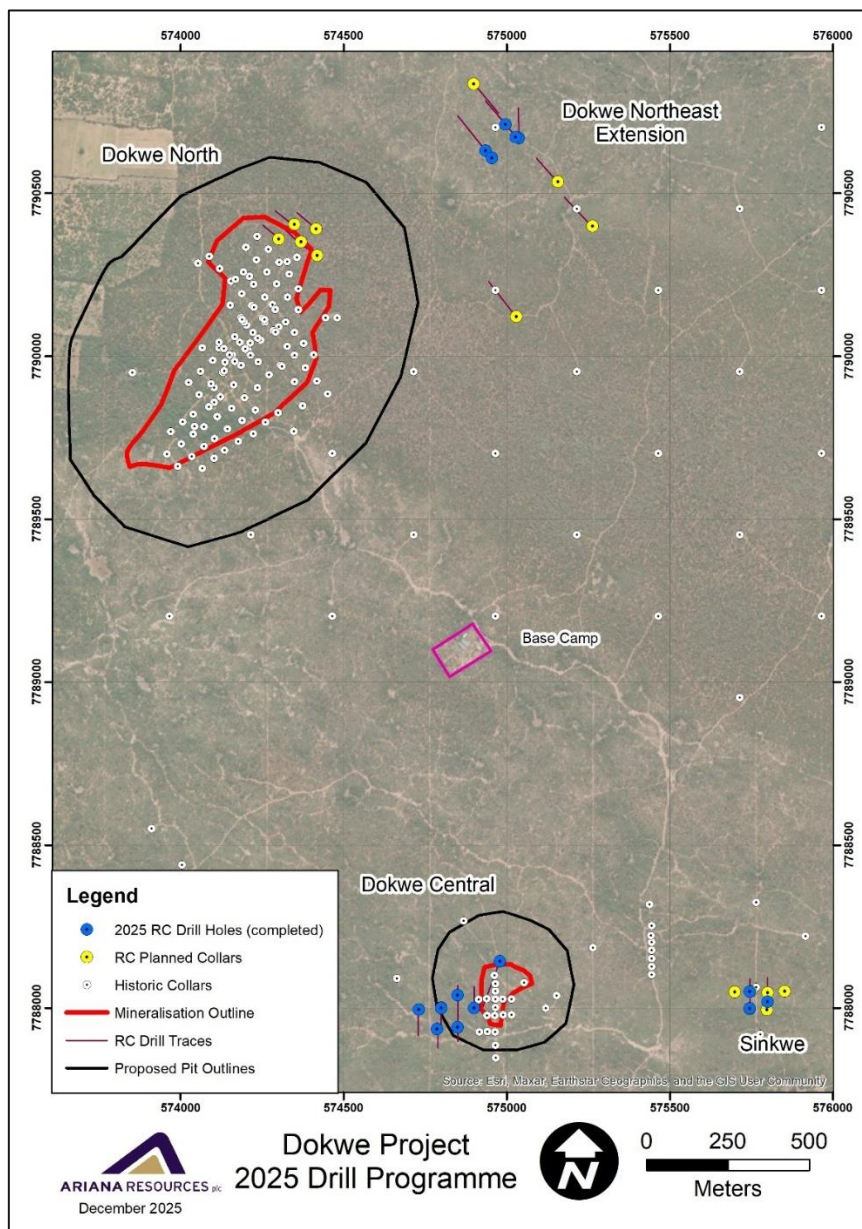 574000
574500
575000
575500
576000
Dokwe North
Dokwe Northeast
Extension
7790500
7790500
7790000
7790000
7789500
7789500
Base Camp
7789000
7789000
7788500
7788500
Dokwe Central
Legend
2025 RC Drill Holes (completed)
RC Planned Collars
Historic Collars
Mineralisation Outline
RC Drill Traces
Proposed Pit Outlines
7788000
7788000
Sinkwe
Source: Esri, Maxar, Earthstar Geographics, and the GIS User Community
574000
574500
575000
575500
576000
ARIANA RESOURCES plc
December 2025
Dokwe Project
2025 Drill Programme
N
0
250
500
Meters